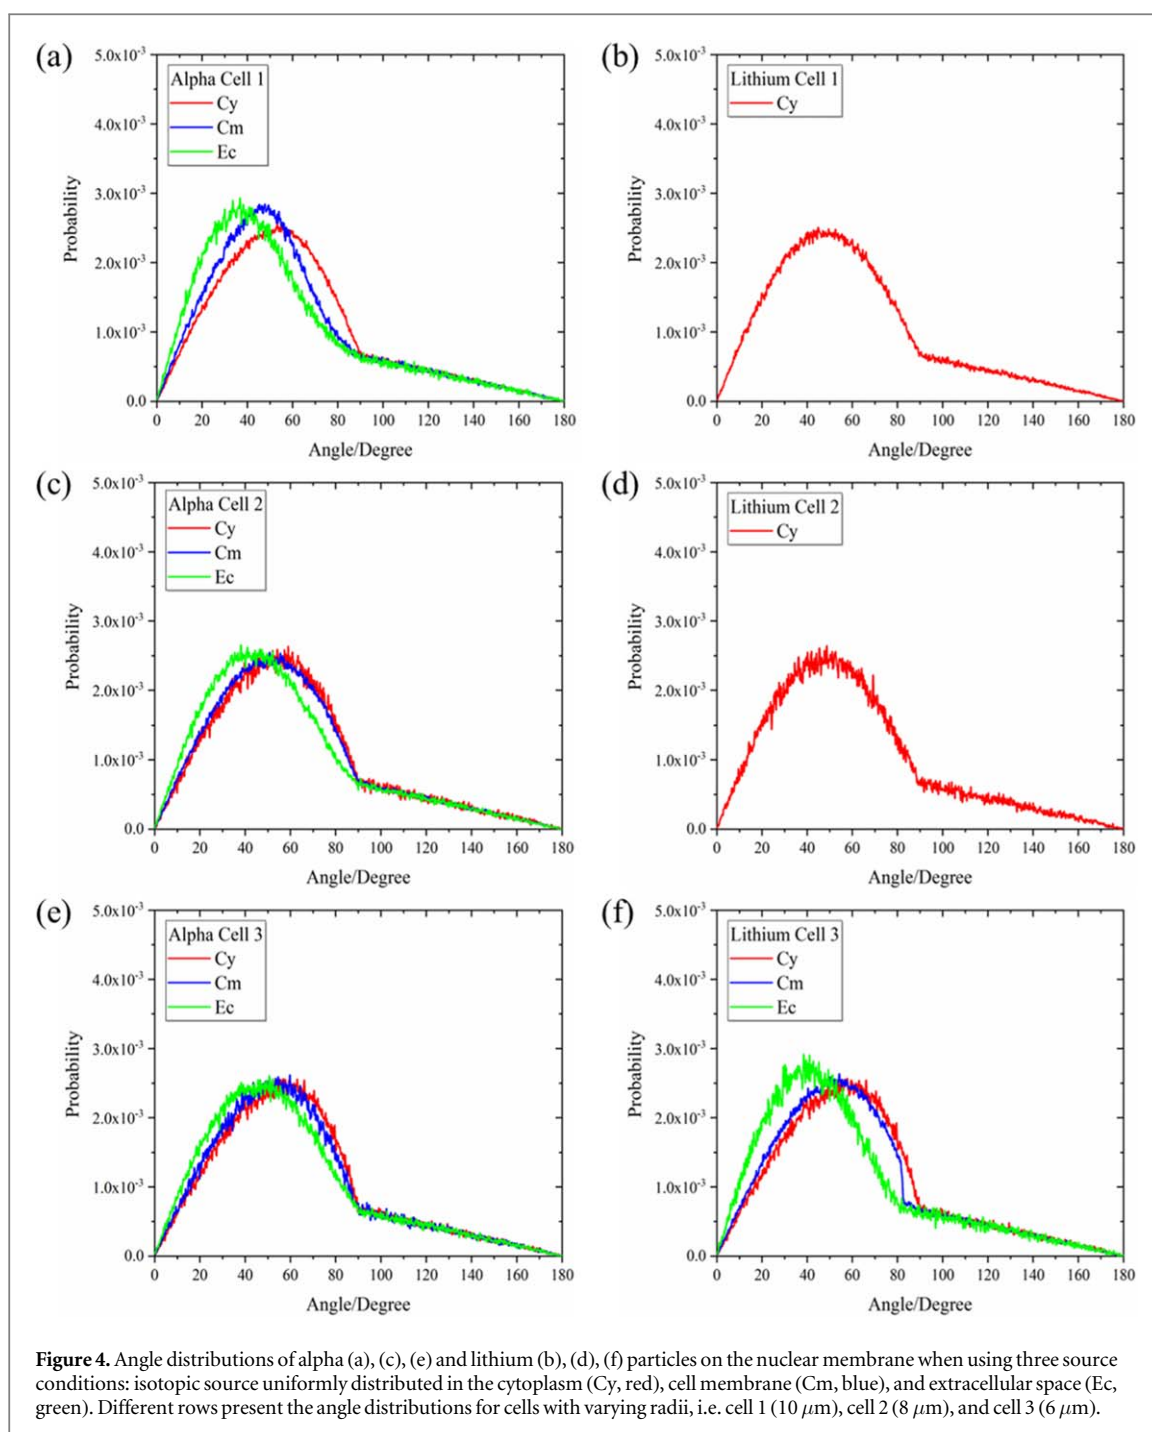 (a)
5.0x10⁻³
4.0x10⁻³
3.0x10⁻³
2.0x10⁻³
1.0x10⁻³
0.0
Probability
Alpha Cell 1
Cy
Cm
Ec
0 20 40 60 80 100 120 140 160 180
Angle/Degree
(b)
5.0x10⁻³
4.0x10⁻³
3.0x10⁻³
2.0x10⁻³
1.0x10⁻³
0.0
Probability
Lithium Cell 1
Cy
0 20 40 60 80 100 120 140 160 180
Angle/Degree
(c)
5.0x10⁻³
4.0x10⁻³
3.0x10⁻³
2.0x10⁻³
1.0x10⁻³
0.0
Probability
Alpha Cell 2
Cy
Cm
Ec
0 20 40 60 80 100 120 140 160 180
Angle/Degree
(d)
5.0x10⁻³
4.0x10⁻³
3.0x10⁻³
2.0x10⁻³
1.0x10⁻³
0.0
Probability
Lithium Cell 2
Cy
0 20 40 60 80 100 120 140 160 180
Angle/Degree
(e)
5.0x10⁻³
4.0x10⁻³
3.0x10⁻³
2.0x10⁻³
1.0x10⁻³
0.0
Probability
Alpha Cell 3
Cy
Cm
Ec
0 20 40 60 80 100 120 140 160 180
Angle/Degree
(f)
5.0x10⁻³
4.0x10⁻³
3.0x10⁻³
2.0x10⁻³
1.0x10⁻³
0.0
Probability
Lithium Cell 3
Cy
Cm
Ec
0 20 40 60 80 100 120 140 160 180
Angle/Degree
Figure 4. Angle distributions of alpha (a), (c), (e) and lithium (b), (d), (f) particles on the nuclear membrane when using three source
conditions: isotopic source uniformly distributed in the cytoplasm (Cy, red), cell membrane (Cm, blue), and extracellular space (Ec,
green). Different rows present the angle distributions for cells with varying radii, i.e. cell 1 (10 μm), cell 2 (8 μm), and cell 3 (6 μm).